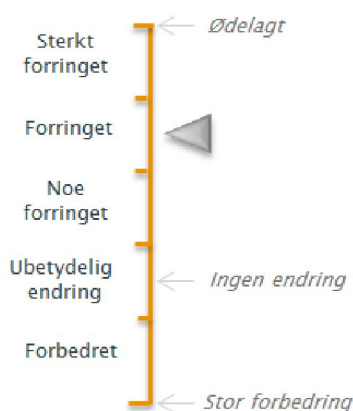 Ødelagt
Sterkt
forringet
Forringet
Noe
forringet
Ubetydelig
endring
Ingen endring
Forbedret
Stor forbedring